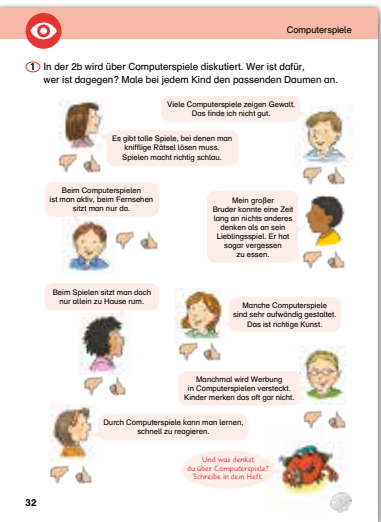 Computerspiele
1 In der 2b wird über Computerspiele diskutiert. Wer ist dafür,
wer ist dagegen? Male bei jedem Kind den passenden Daumen an.
Viele Computerspiele zeigen Gewalt.
Das finde ich nicht gut.
Es gibt tolle Spiele, bei denen man
knifflige Rätsel lösen muss.
Spielen macht richtig schlau.
Beim Computerspielen
ist man aktiv, beim Fernsehen
sitzt man nur da.
Mein großer
Bruder konnte eine Zeit
lang an nichts anderes
denken als an sein
Lieblingsspiel. Er hat
sogar vergessen
zu essen.
Beim Spielen sitzt man doch
nur allein zu Hause rum.
Manche Computerspiele
sind sehr aufwändig gestaltet.
Das ist richtige Kunst.
Manchmal wird Werbung
in Computerspielen versteckt.
Kinder merken das oft gar nicht.
Durch Computerspiele kann man lernen,
schnell zu reagieren.
Und was denkst
du über Computerspiele?
Schreibe in dein Heft.
32